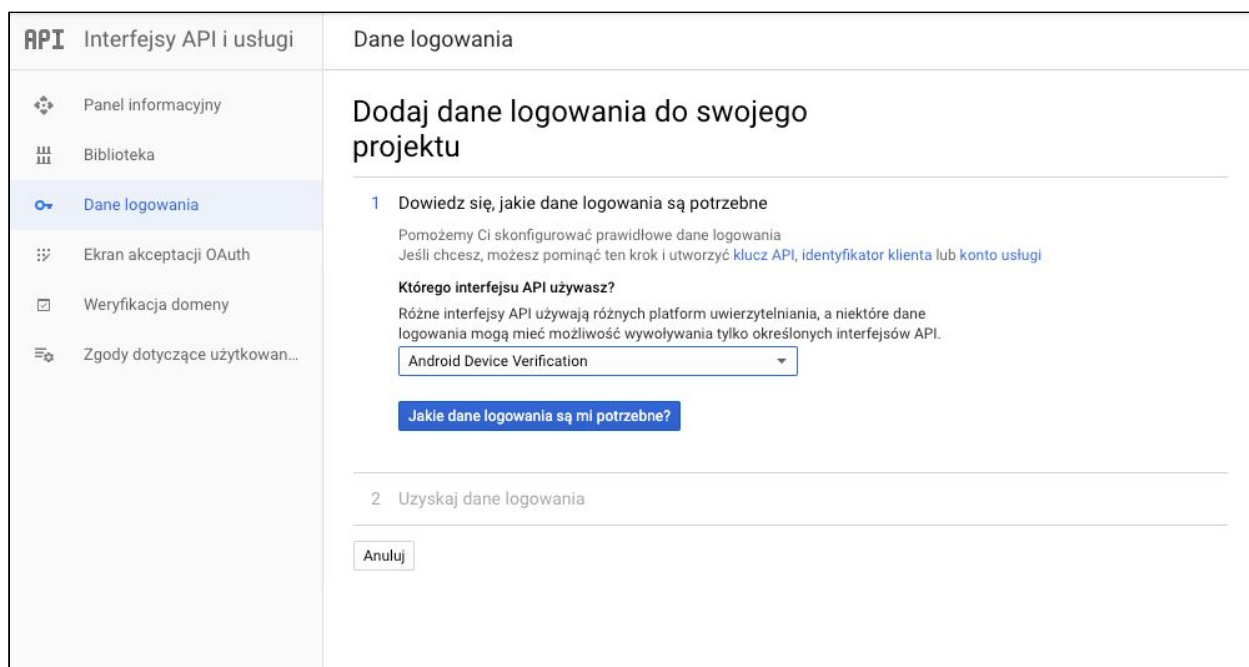 API Interfejsy API i usługi
Panel informacyjny
Biblioteka
Dane logowania
Ekran akceptacji OAuth
Weryfikacja domeny
Zgody dotyczące użytkowan...
Dane logowania
Dodaj dane logowania do swojego
projektu
1 Dowiedz się, jakie dane logowania są potrzebne
Pomożemy Ci skonfigurować prawidłowe dane logowania
Jeśli chcesz, możesz pominąć ten krok i utworzyć klucz API, identyfikator klienta lub konto usługi
Którego interfejsu API używasz?
Różne interfejsy API używają różnych platform uwierzytelniania, a niektóre dane
logowania mogą mieć możliwość wywoływania tylko określonych interfejsów API.
Android Device Verification
Jakie dane logowania są mi potrzebne?
2 Uzyskaj dane logowania
Anuluj